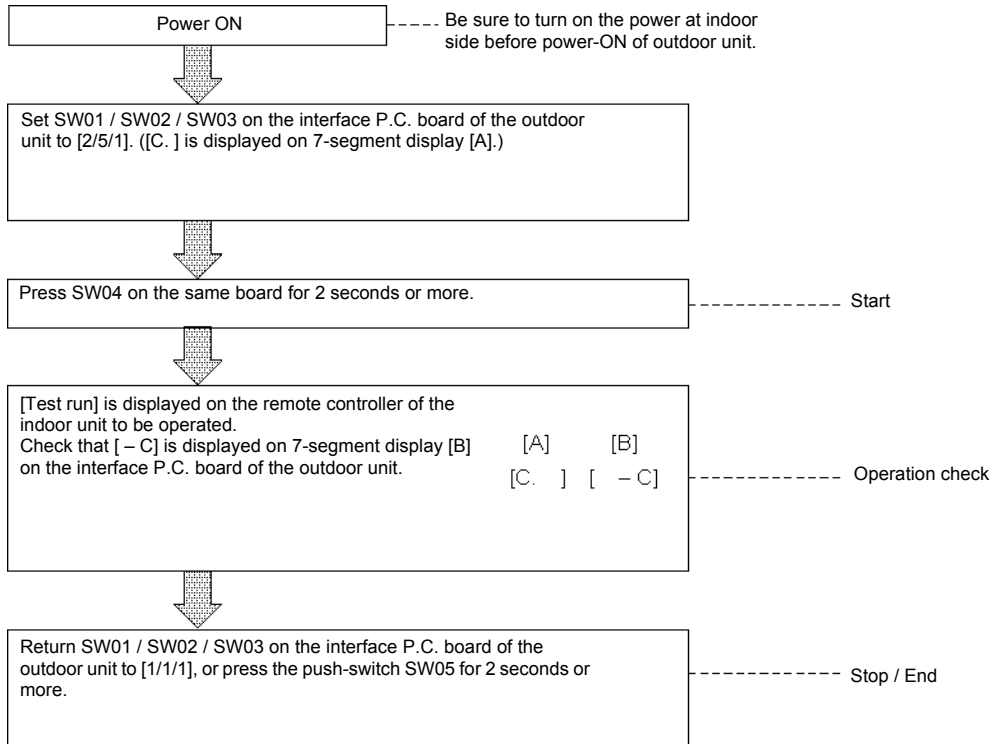 Power ON
Be sure to turn on the power at indoor
side before power-ON of outdoor unit.
Set SW01 / SW02 / SW03 on the interface P.C. board of the outdoor
unit to [2/5/1]. ([C. ] is displayed on 7-segment display [A].)
Press SW04 on the same board for 2 seconds or more.
Start
[Test run] is displayed on the remote controller of the
indoor unit to be operated.
Check that [ – C] is displayed on 7-segment display [B]
on the interface P.C. board of the outdoor unit.
[A] [B]
[C. ] [ – C]
Operation check
Return SW01 / SW02 / SW03 on the interface P.C. board of the
outdoor unit to [1/1/1], or press the push-switch SW05 for 2 seconds or
more.
Stop / End